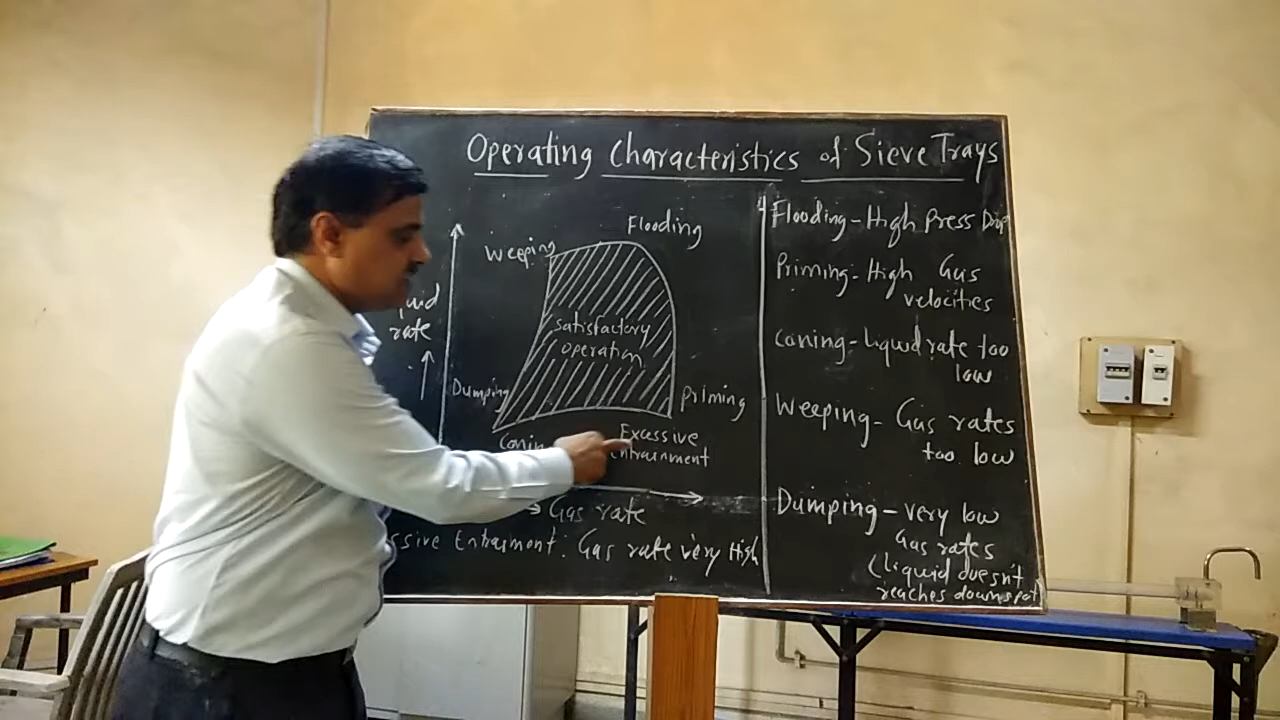 Operating Characteristics of Sieve Trays
Flooding
Weeping
rate
satisfactory
operation
Dumping
Priming
Excessive
Gas rate
Entrainment: Gas rate very High
Flooding - High Press Drop
Priming: High Gas
velocities
Coning - Liquid rate too
low
Weeping - Gas rates
too low
Dumping - very low
Gas rates
(Liquid doesn't
reaches downspot)